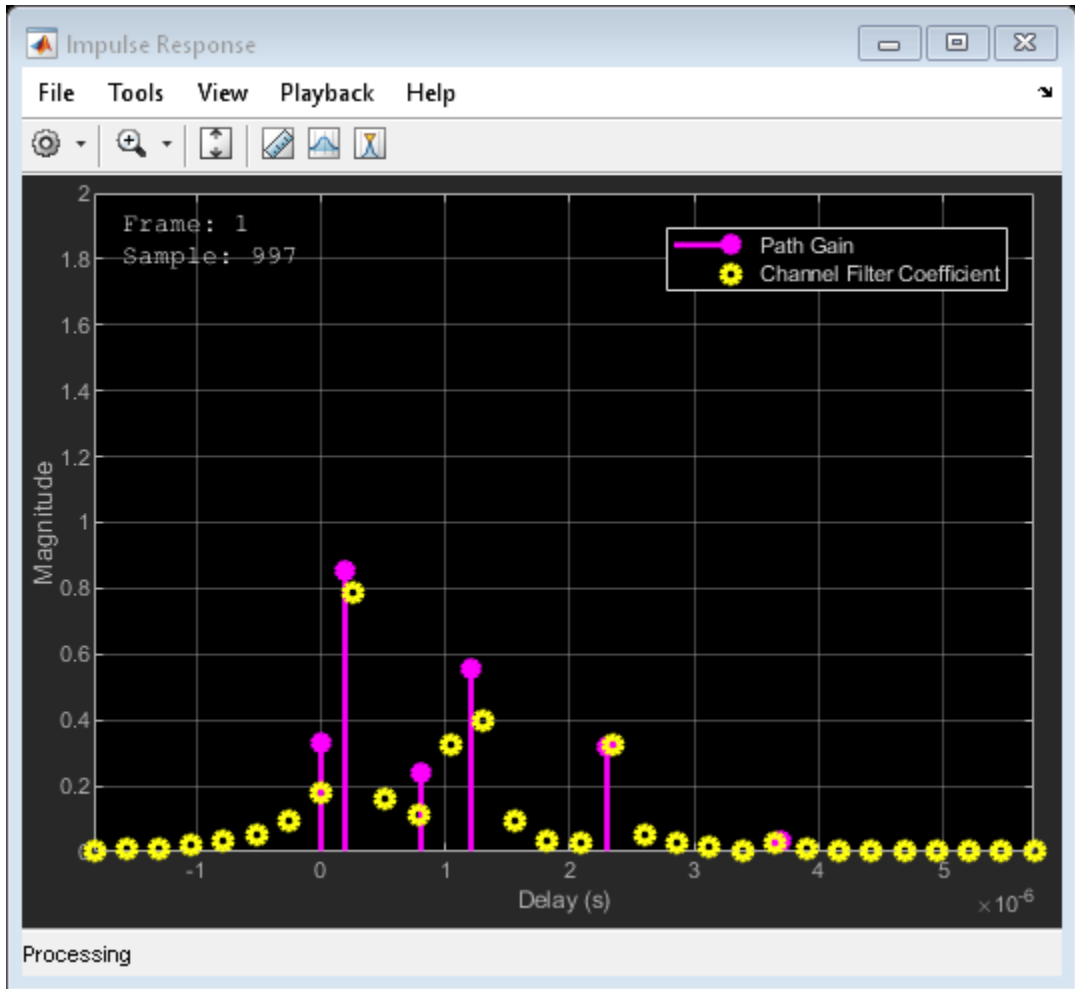 Impulse Response
File Tools View Playback Help
2
Frame: 1
Sample: 997
Path Gain
Channel Filter Coefficient
1.8
1.6
1.4
1.2
1
0.8
0.6
0.4
0.2
0
Magnitude
-1 0 1 2 3 4 5
Delay (s)
×10-6
Processing